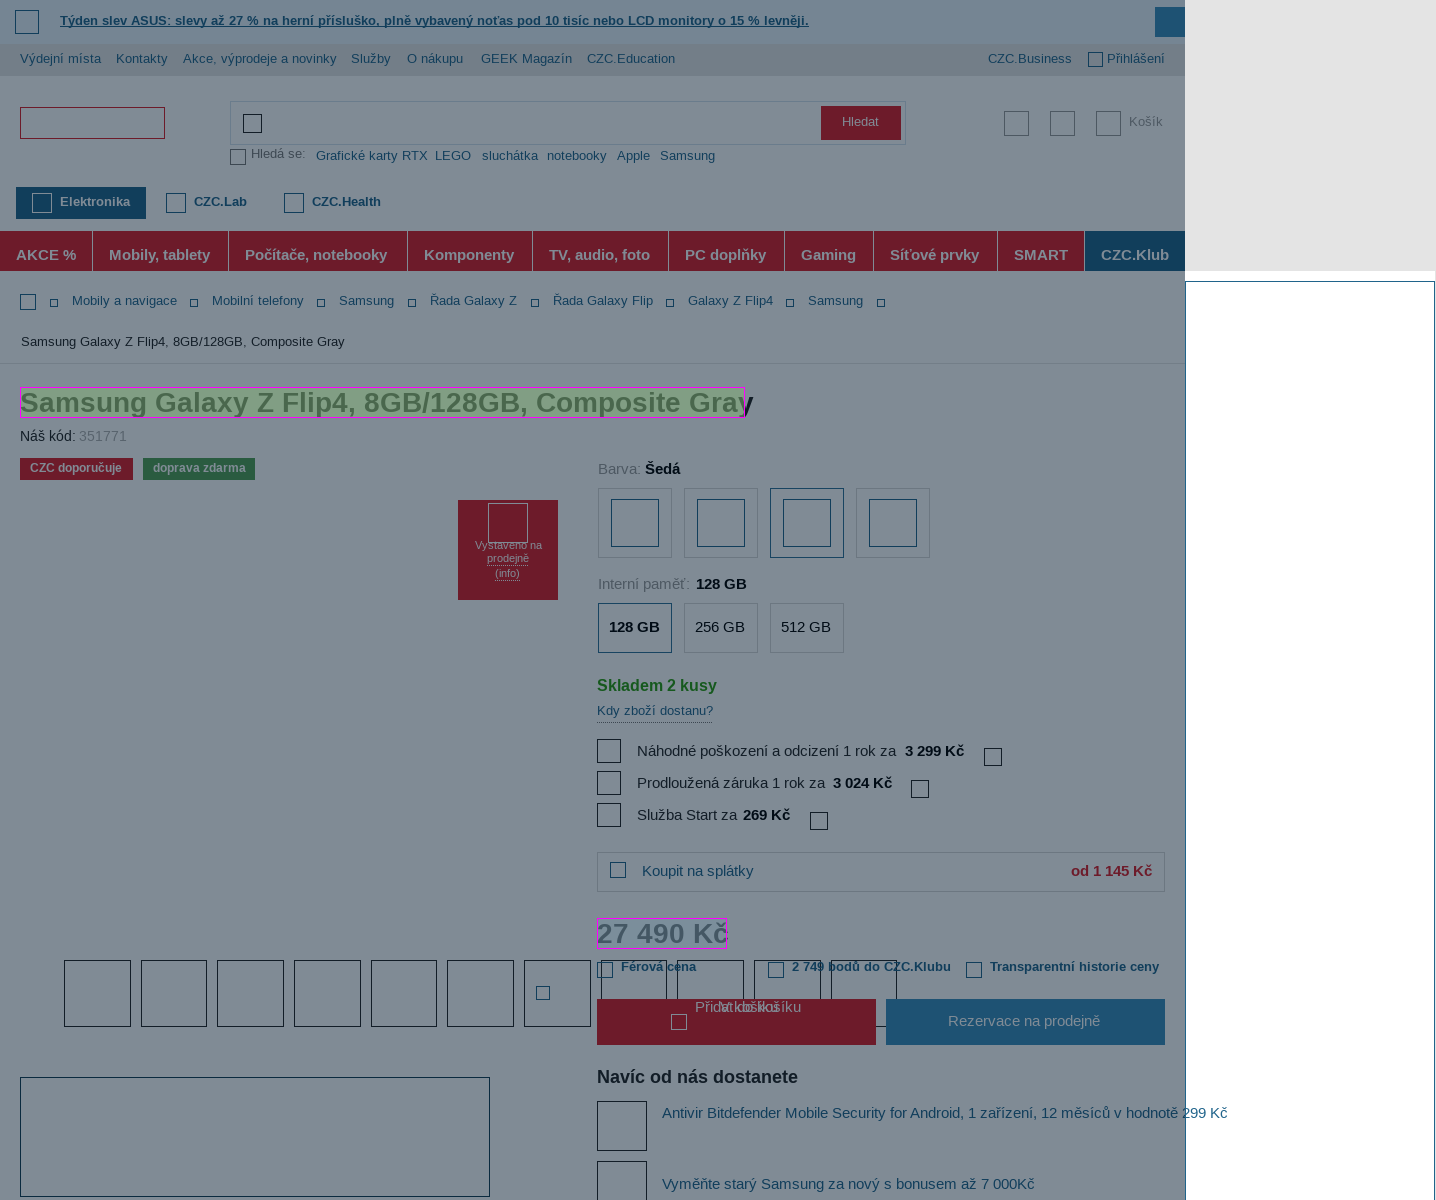 Týden slev ASUS: slevy až 27 % na herní přísluško, plně vybavený noťas pod 10 tisíc nebo LCD monitory o 15 % levněji.
Výdejní místa Kontakty Akce, výprodeje a novinky Služby O nákupu GEEK Magazín CZC.Education CZC.Business Přihlášení
Hledat Košík
Hledá se: Grafické karty RTX LEGO sluchátka notebooky Apple Samsung
Elektronika CZC.Lab CZC.Health
AKCE % Mobily, tablety Počítače, notebooky Komponenty TV, audio, foto PC doplňky Gaming Síťové prvky SMART CZC.Klub
Mobily a navigace Mobilní telefony Samsung Řada Galaxy Z Řada Galaxy Flip Galaxy Z Flip4 Samsung
Samsung Galaxy Z Flip4, 8GB/128GB, Composite Gray
Samsung Galaxy Z Flip4, 8GB/128GB, Composite Gray
Náš kód: 351771
CZC doporučuje doprava zdarma
Vystaveno na
prodejně
(info)
Barva: Šedá
Interní paměť: 128 GB
128 GB 256 GB 512 GB
Skladem 2 kusy
Kdy zboží dostanu?
Náhodné poškození a odcizení 1 rok za 3 299 Kč
Prodloužená záruka 1 rok za 3 024 Kč
Služba Start za 269 Kč
Koupit na splátky od 1 145 Kč
27 490 Kč
Férová cena 2 749 bodů do CZC.Klubu Transparentní historie ceny
Přidat do košíku V košíku Rezervace na prodejně
Navíc od nás dostanete
Antivir Bitdefender Mobile Security for Android, 1 zařízení, 12 měsíců v hodnotě 299 Kč
Vyměňte starý Samsung za nový s bonusem až 7 000Kč